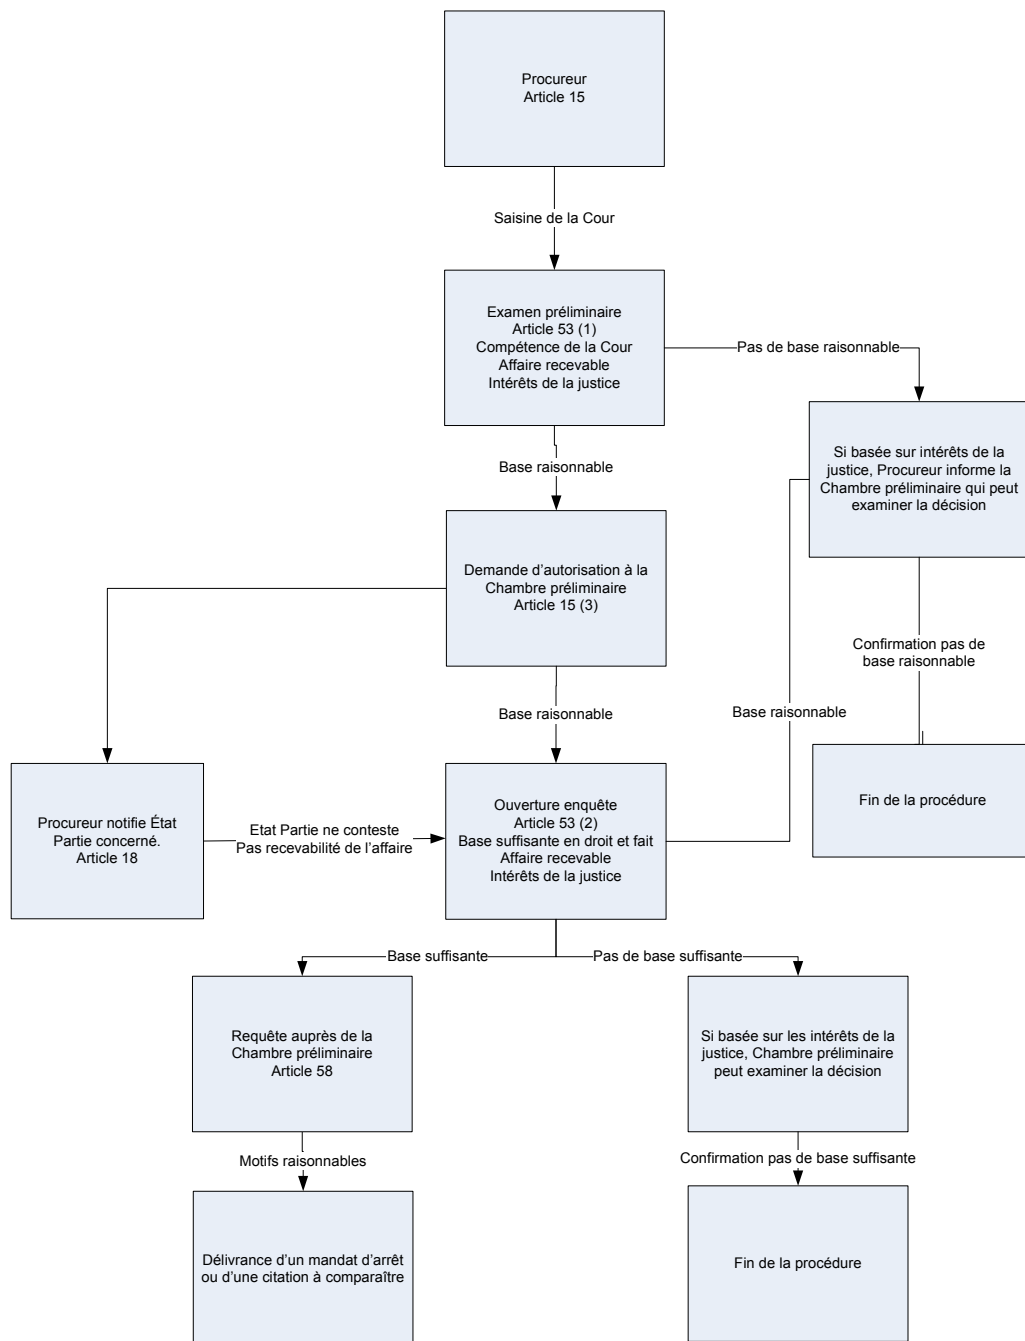 Procureur
Article 15
Saisine de la Cour
Examen préliminaire
Article 53 (1)
Compétence de la Cour
Affaire recevable
Intérêts de la justice
Pas de base raisonnable
Si basée sur intérêts de la
justice, Procureur informe la
Chambre préliminaire qui peut
examiner la décision
Base raisonnable
Demande d’autorisation à la
Chambre préliminaire
Article 15 (3)
Confirmation pas de
base raisonnable
Base raisonnable
Base raisonnable
Procureur notifie État
Partie concerné.
Article 18
Etat Partie ne conteste
Pas recevabilité de l’affaire
Ouverture enquête
Article 53 (2)
Base suffisante en droit et fait
Affaire recevable
Intérêts de la justice
Fin de la procédure
Base suffisante
Pas de base suffisante
Requête auprès de la
Chambre préliminaire
Article 58
Si basée sur les intérêts de la
justice, Chambre préliminaire
peut examiner la décision
Motifs raisonnables
Confirmation pas de base suffisante
Délivrance d’un mandat d’arrêt
ou d’une citation à comparaître
Fin de la procédure